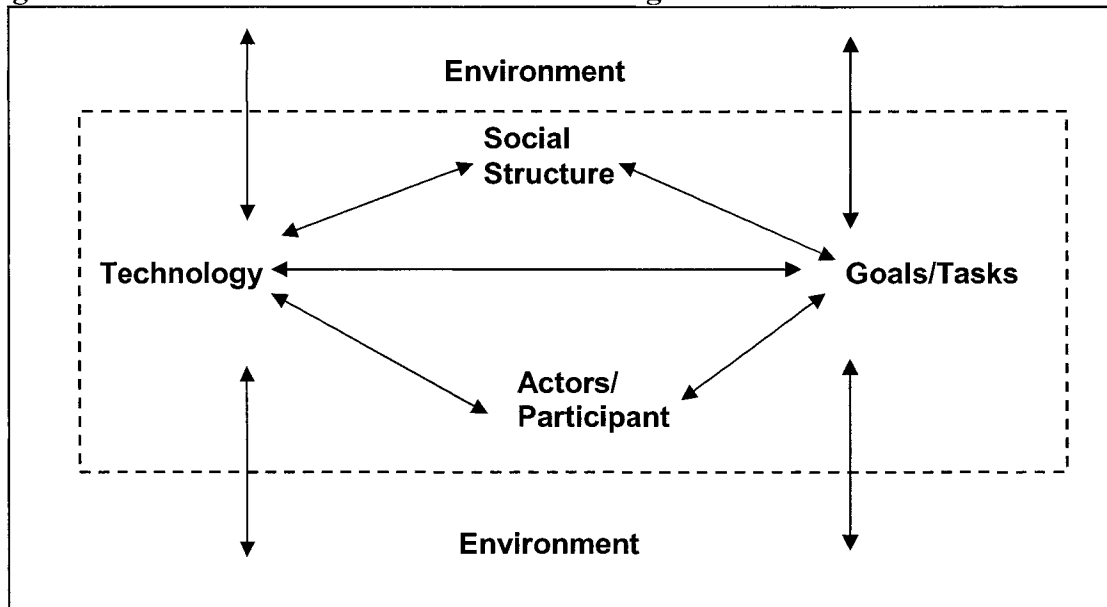 Environment
Social
Structure
Technology
Goals/Tasks
Actors/
Participant
Environment